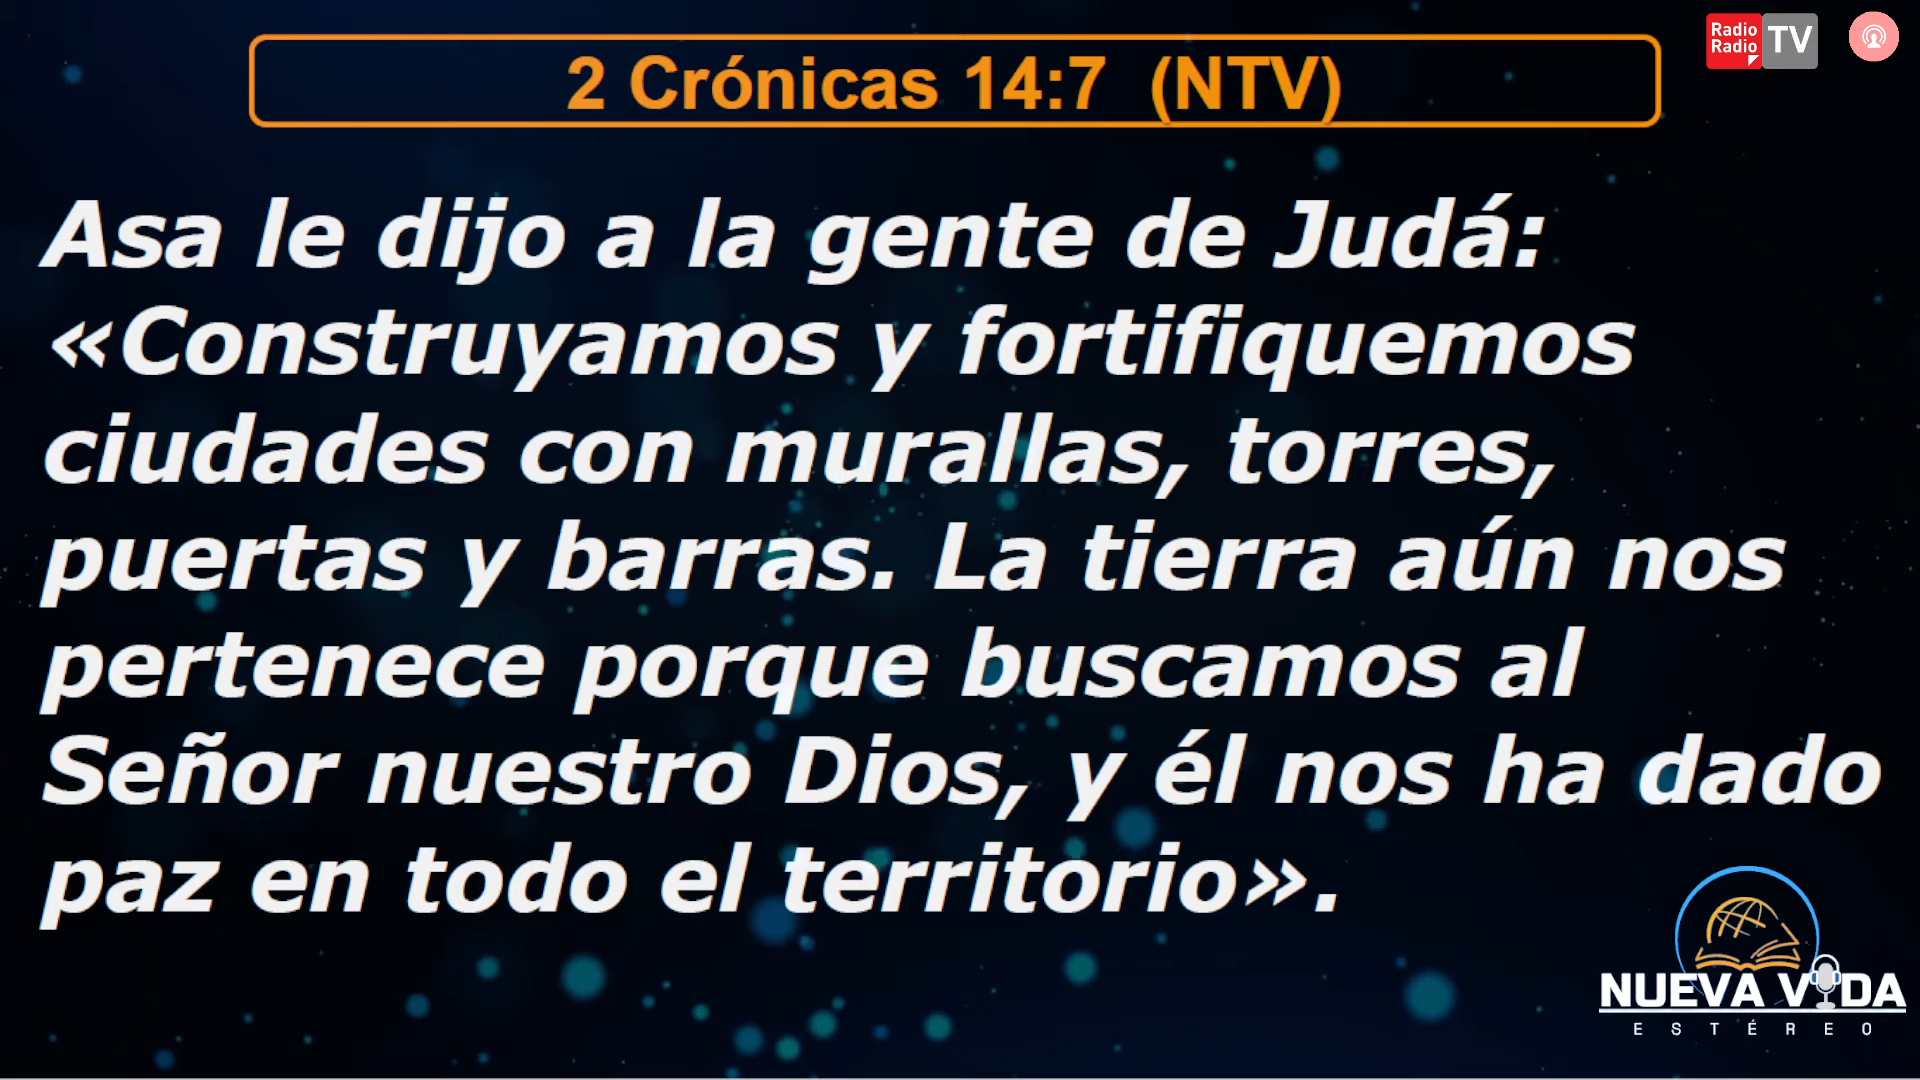 Radio
Radio
TV
2 Crónicas 14:7 (NTV)
Asa le dijo a la gente de Judá:
«Construyamos y fortifiquemos
ciudades con murallas, torres,
puertas y barras. La tierra aún nos
pertenece porque buscamos al
Señor nuestro Dios, y él nos ha dado
paz en todo el territorio».
NUEVA VIDA
ESTÉREO